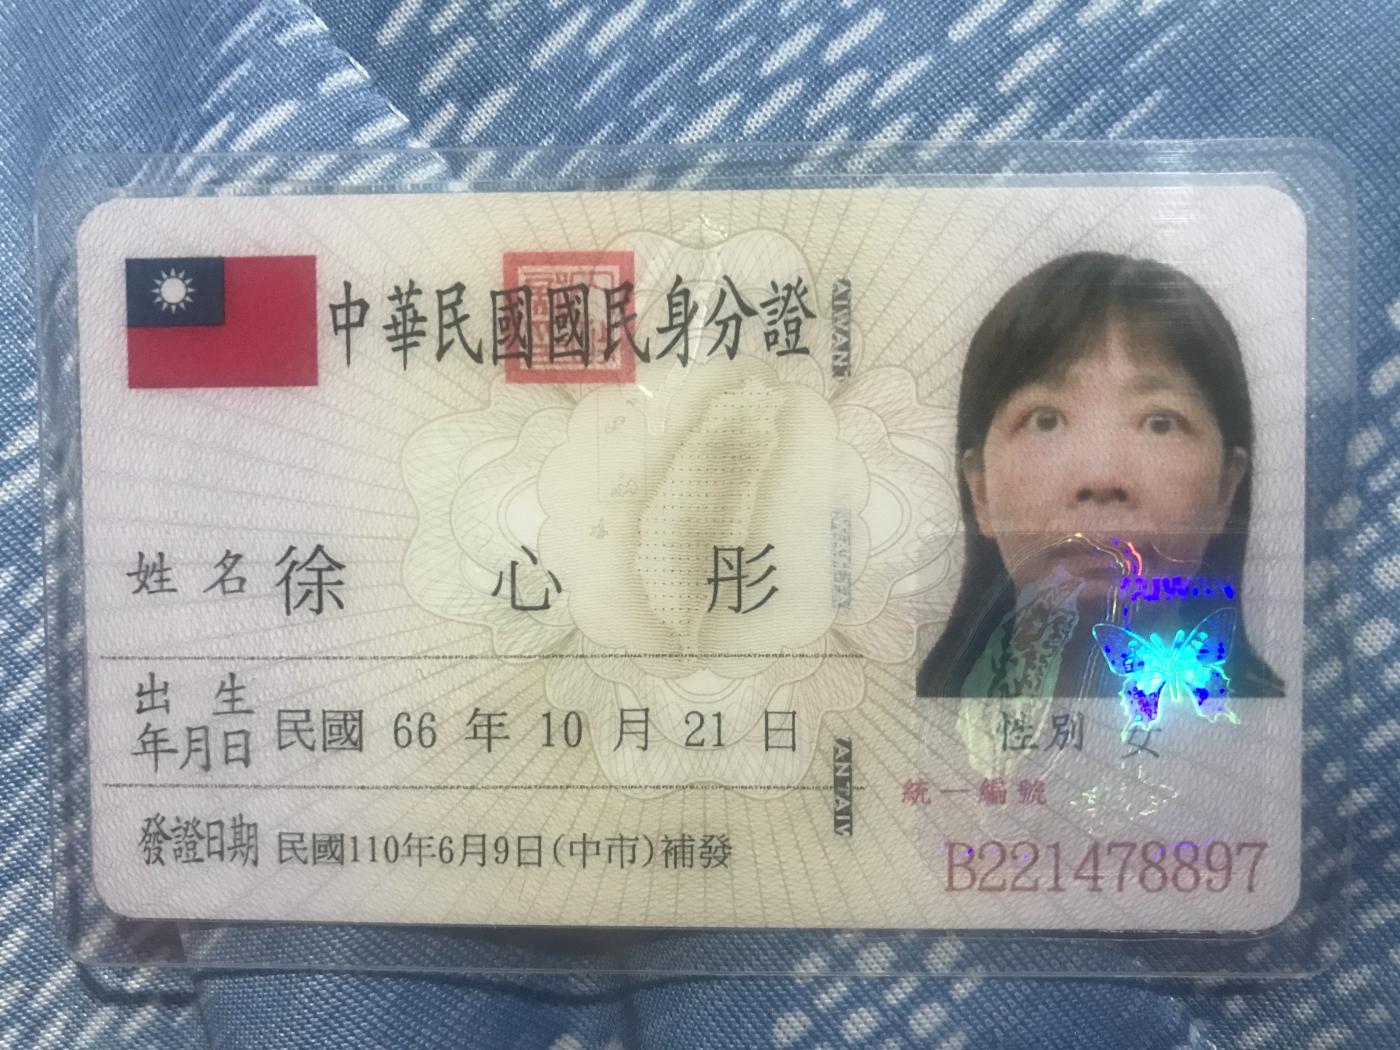 中華民國國民身分證
TAIWAN
姓名 徐心彤
出生年月日 民國 66 年 10 月 21 日
性別 女
發證日期 民國110年6月9日(中市)補發
統一編號
B221478897